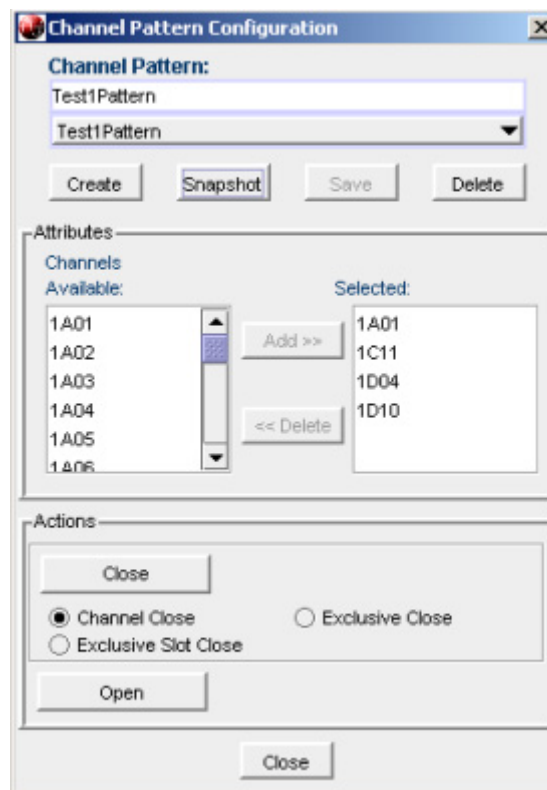 Channel Pattern Configuration
Channel Pattern:
Test1Pattern
Test1Pattern
Create Snapshot Save Delete
Attributes
Channels
Available: Selected:
1A01
1A02
1A03
1A04
1A05
1A06
Add >>
<< Delete
1A01
1C11
1D04
1D10
Actions
Close
Channel Close Exclusive Close
Exclusive Slot Close
Open
Close